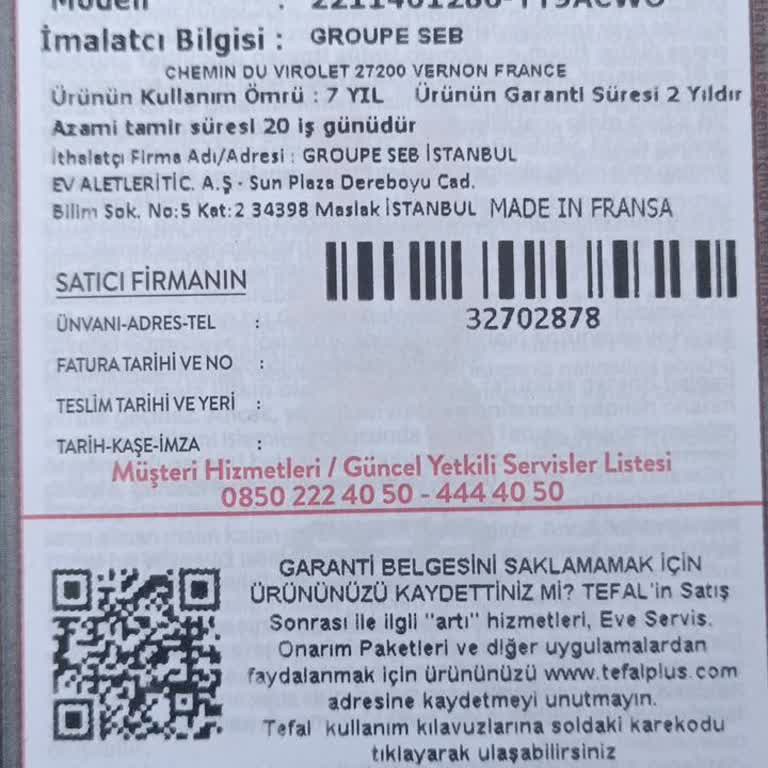 Modeli :
İmalatcı Bilgisi : GROUPE SEB
CHEMIN DU VIROLET 27200 VERNON FRANCE
Ürünün Kullanım Ömrü : 7 YIL Ürünün Garanti Süresi 2 Yıldır
Azami tamir süresi 20 iş günüdür
İthalatçı Firma Adı/Adresi : GROUPE SEB İSTANBUL
EV ALETLERİTİC. A.Ş - Sun Plaza Dereboyu Cad.
Bilim Sok. No:5 Kat:2 34398 Maslak İSTANBUL MADE IN FRANSA
SATICI FİRMANIN
32702878
ÜNVANI-ADRES-TEL :
FATURA TARİHİ VE NO :
TESLİM TARİHİ VE YERİ :
TARİH-KAŞE-İMZA :
Müşteri Hizmetleri / Güncel Yetkili Servisler Listesi
0850 222 40 50 - 444 40 50
GARANTİ BELGESİNİ SAKLAMAMAK İÇİN
ÜRÜNÜNÜZÜ KAYDETTİNİZ Mİ? TEFAL'in Satış
Sonrası ile ilgli "artı" hizmetleri, Eve Servis.
Onarım Paketleri ve diğer uygulamalardan
faydalanmak için ürününüzü www.tefalplus.com
adresine kaydetmeyi unutmayın.
Tefal kullanım kılavuzlarına soldaki karekodu
tıklayarak ulaşabilirsiniz